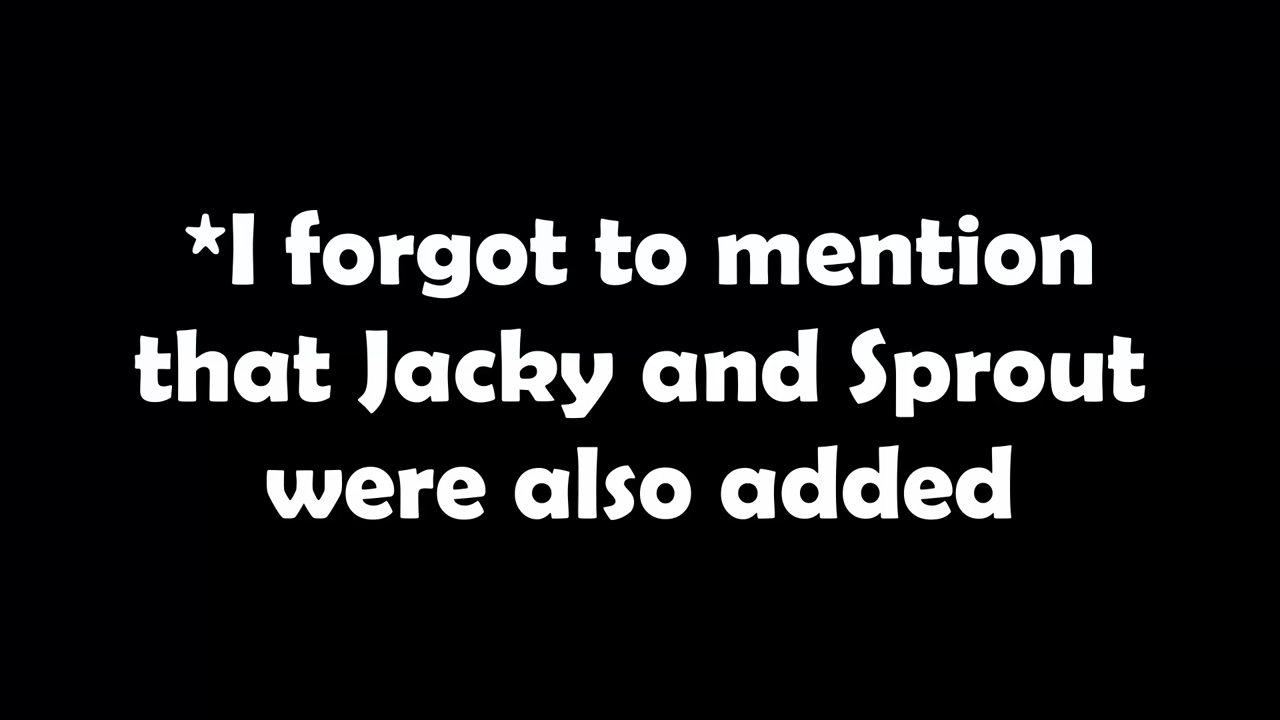 *I forgot to mention
that Jacky and Sprout
were also added